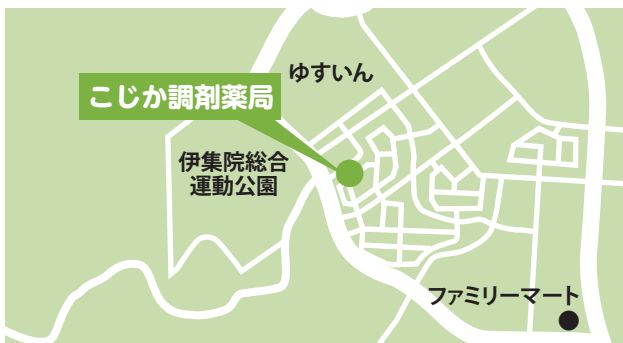 ゆすいん
こじか調剤薬局
伊集院総合
運動公園
ファミリーマート